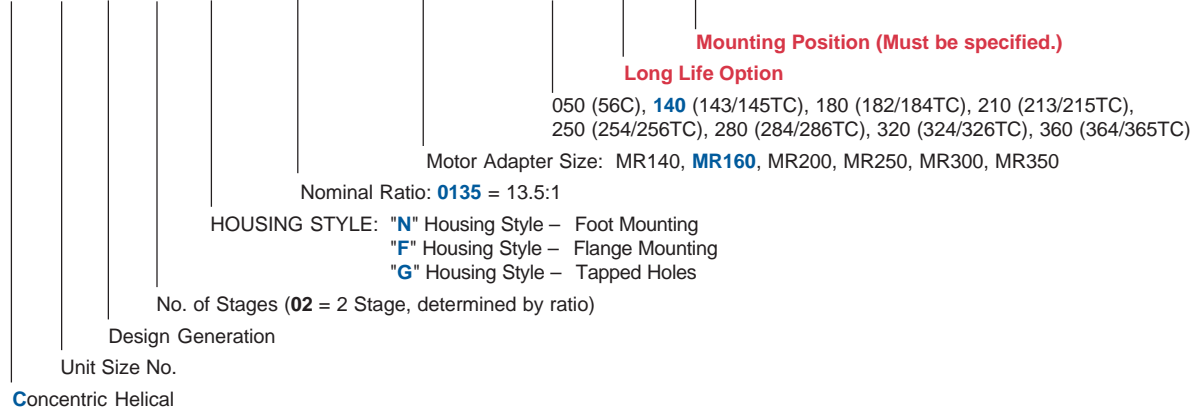 Mounting Position (Must be specified.)
Long Life Option
050 (56C), 140 (143/145TC), 180 (182/184TC), 210 (213/215TC),
250 (254/256TC), 280 (284/286TC), 320 (324/326TC), 360 (364/365TC)
Motor Adapter Size: MR140, MR160, MR200, MR250, MR300, MR350
Nominal Ratio: 0135 = 13.5:1
HOUSING STYLE: "N" Housing Style – Foot Mounting
"F" Housing Style – Flange Mounting
"G" Housing Style – Tapped Holes
No. of Stages (02 = 2 Stage, determined by ratio)
Design Generation
Unit Size No.
Concentric Helical